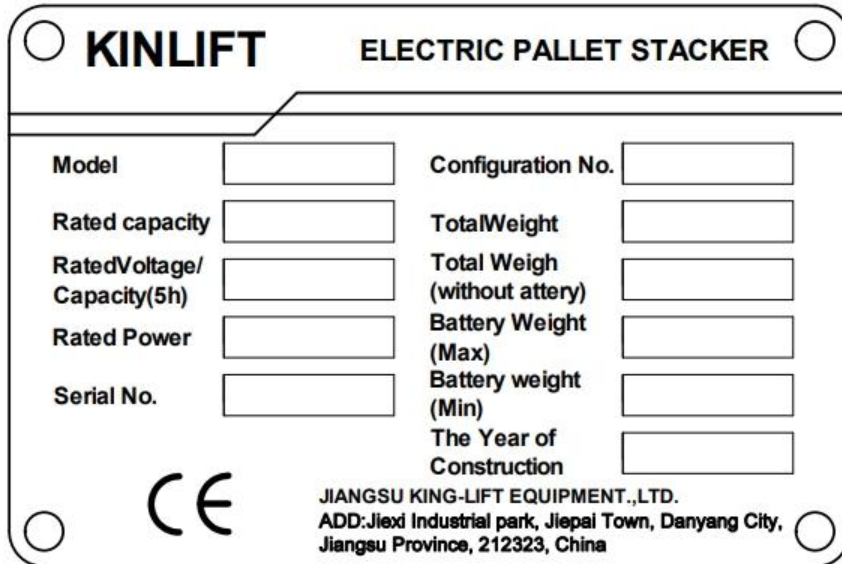 KINLIFT
ELECTRIC PALLET STACKER
Model
Configuration No.
Rated capacity
TotalWeight
RatedVoltage/
Capacity(5h)
Total Weigh
(without attery)
Rated Power
Battery Weight
(Max)
Serial No.
Battery weight
(Min)
The Year of
Construction
CE
JIANGSU KING-LIFT EQUIPMENT.,LTD.
ADD:Jiexi Industrial park, Jiepai Town, Danyang City,
Jiangsu Province, 212323, China